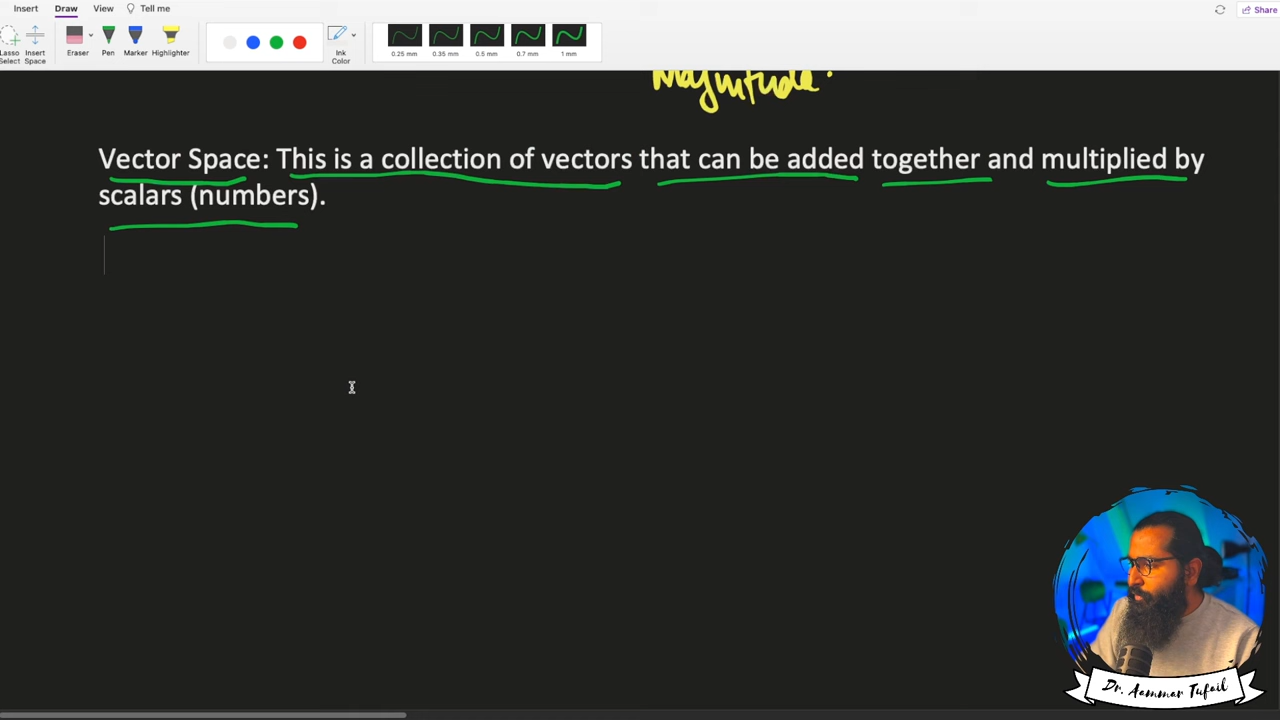 Insert Draw View Tell me Share
Lasso Select
Insert Space
Eraser
Pen
Marker
Highlighter
Ink Color
0.25 mm
0.35 mm
0.5 mm
0.7 mm
1 mm
Magnitude.
Vector Space: This is a collection of vectors that can be added together and multiplied by
scalars (numbers).
Dr. Aammar Tufail